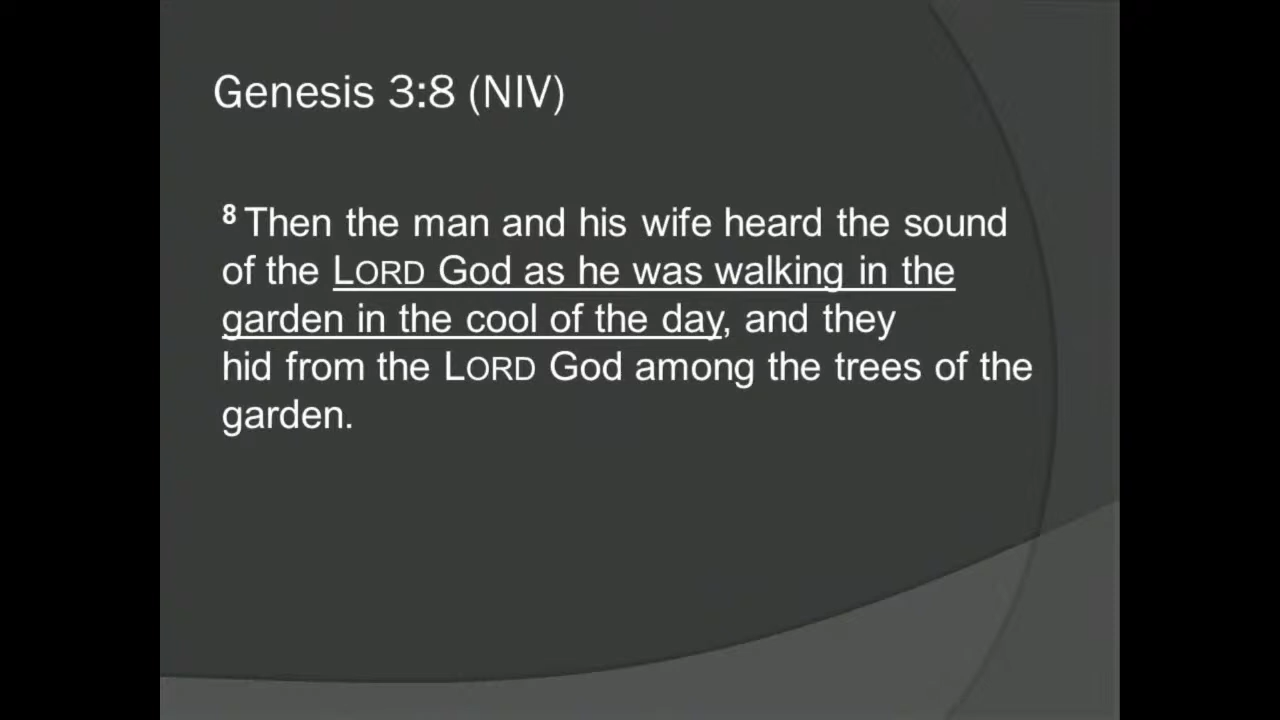 Genesis 3:8 (NIV)
8 Then the man and his wife heard the sound
of the LORD God as he was walking in the
garden in the cool of the day, and they
hid from the LORD God among the trees of the
garden.